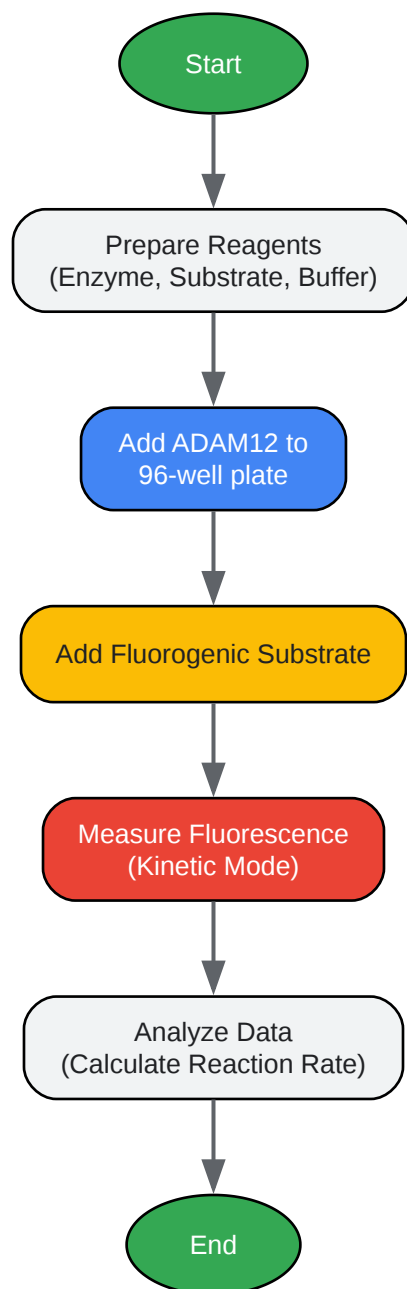 Start
Prepare Reagents
(Enzyme, Substrate, Buffer)
Add ADAM12 to
96-well plate
Add Fluorogenic Substrate
Measure Fluorescence
(Kinetic Mode)
Analyze Data
(Calculate Reaction Rate)
End